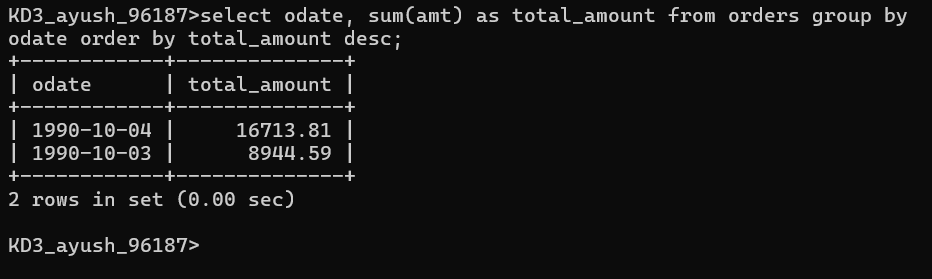 KD3_ayush_96187>select odate, sum(amt) as total_amount from orders group by
odate order by total_amount desc;
+------------+--------------+
| odate      | total_amount |
+------------+--------------+
| 1990-10-04 |     16713.81 |
| 1990-10-03 |      8944.59 |
+------------+--------------+
2 rows in set (0.00 sec)

KD3_ayush_96187>